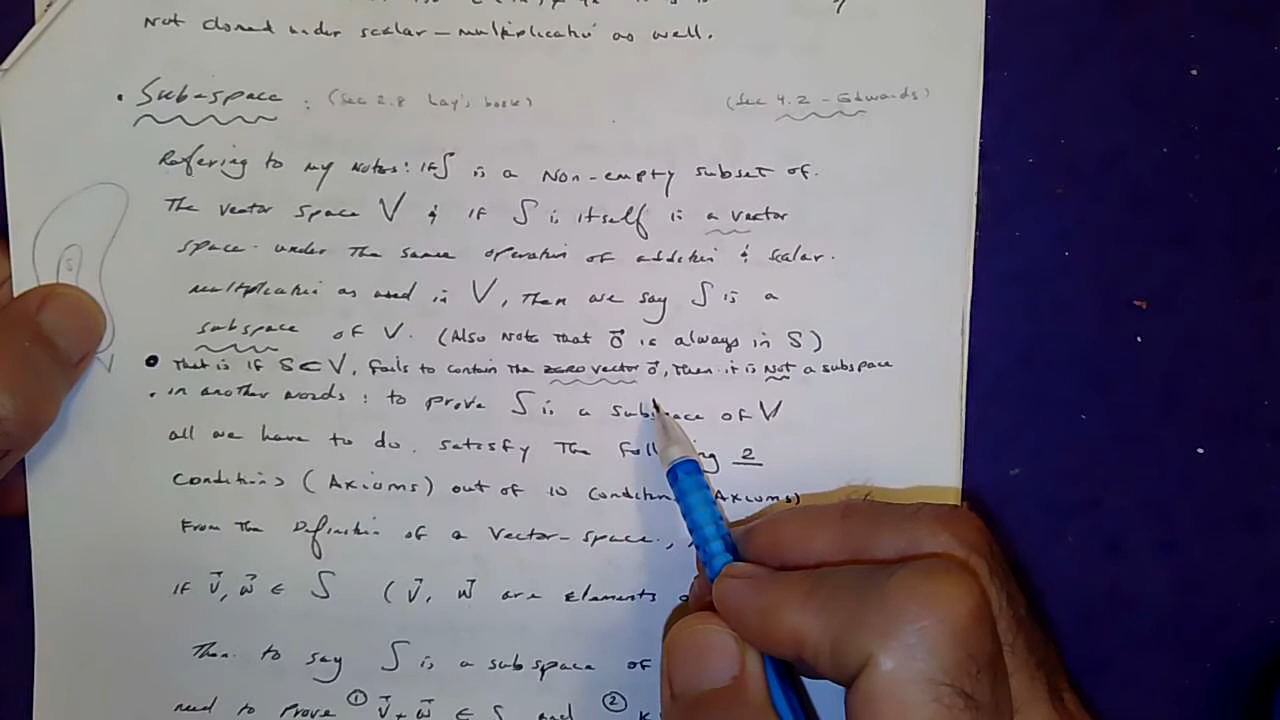 Not closed under scalar-multiplicati as well.
• Subspace : (Sec 2.8 Lay's book) (Sec 4.2 - Edwards)
Refering to my Notes: if S is a Non-empty subset of.
The vector space V & if S is itself is a vector
space under the same operation of addition & scalar.
multiplication as used in V, then we say S is a
subspace of V. (Also Note that 0⃗ is always in S)
• That is if S⊂V, fails to contain the zero vector 0⃗, then it is Not a subspace
• in another words: to prove S is a subspace of V
all we have to do. satisfy the foll ng 2
Conditions (Axioms) out of 10 condition (Axioms)
From the Definition of a Vector-space.,
if v⃗, w⃗ ∈ S (v⃗, w⃗ are elements
Then to say S is a subspace of
need to prove ① v⃗ + w⃗ ∈ S and ② K
S
V